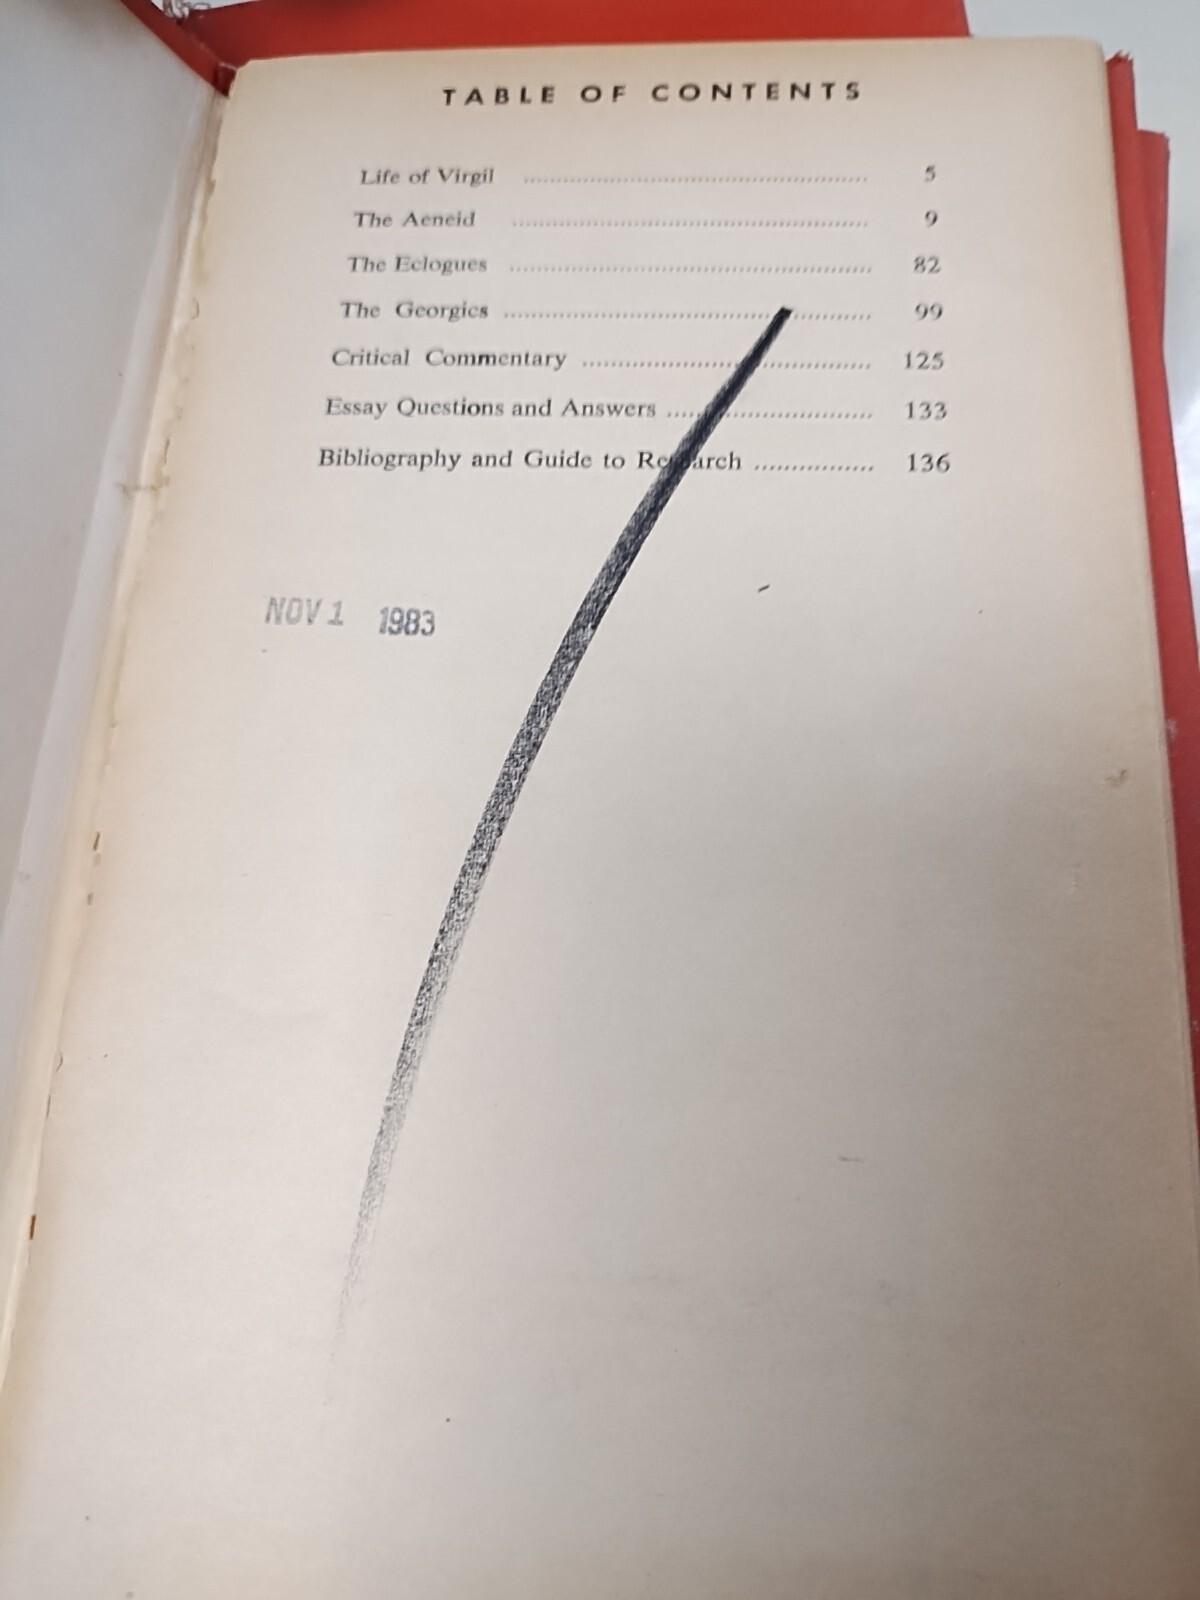 TABLE OF CONTENTS
Life of Virgil ........................................ 5
The Aeneid ........................................ 9
The Eclogues ........................................ 82
The Georgics ........................................ 99
Critical Commentary ........................................ 125
Essay Questions and Answers ............................ 133
Bibliography and Guide to Research ................ 136
NOV 1 1983